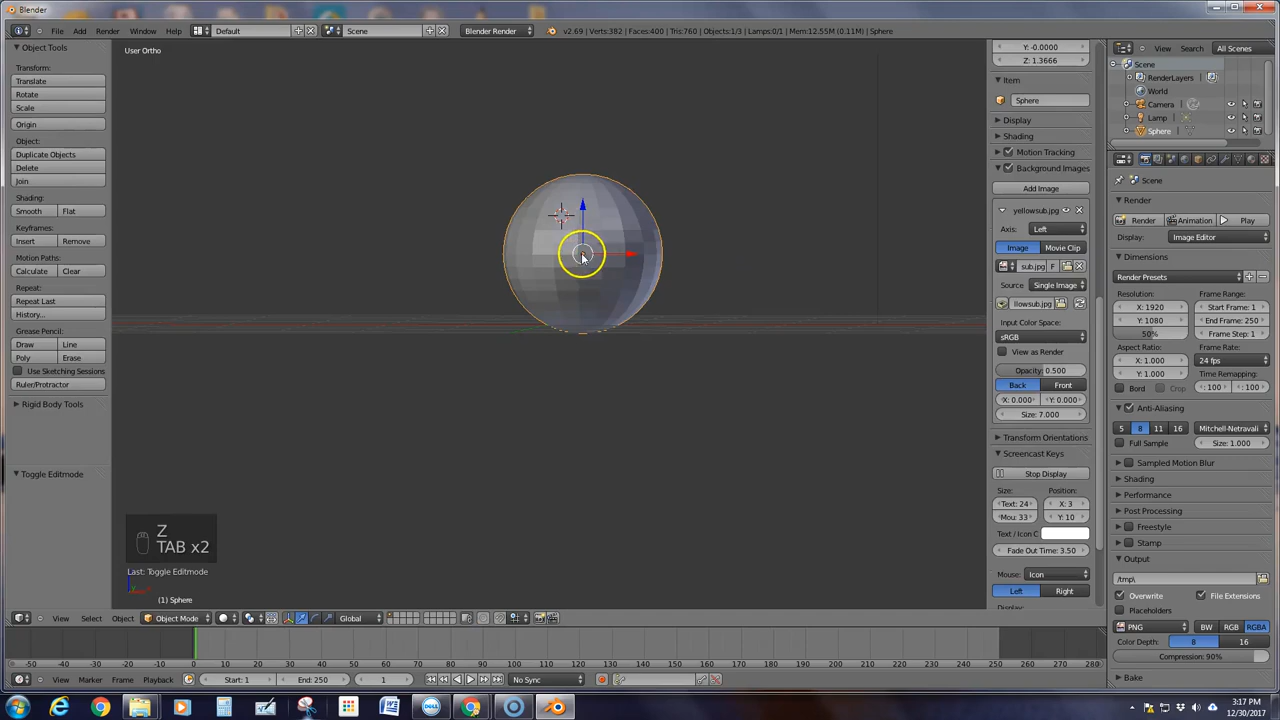 Blender
File Add Render Window Help Default Scene Blender Render v2.69 | Verts:382 | Faces:400 | Tris:760 | Objects:1/3 | Lamps:0/1 | Mem:12.55M (0.11M) | Sphere
Object Tools
Transform:
Translate
Rotate
Scale
Origin
Object:
Duplicate Objects
Delete
Join
Shading:
Smooth Flat
Keyframes:
Insert Remove
Motion Paths:
Calculate Clear
Repeat:
Repeat Last
History...
Grease Pencil:
Draw Line
Poly Erase
Use Sketching Sessions
Ruler/Protractor
Rigid Body Tools
Toggle Editmode
User Ortho
Z
TAB x2
Last: Toggle Editmode
(1) Sphere
Y: -0.0000
Z: 1.3666
Item
Sphere
Display
Shading
Motion Tracking
Background Images
Add Image
yellowsub.jpg
Axis: Left
Image Movie Clip
sub.jpg F
Source Single Image
llowsub.jpg
Input Color Space:
sRGB
View as Render
Opacity: 0.500
Back Front
X: 0.000 Y: 0.000
Size: 7.000
Transform Orientations
Screencast Keys
Stop Display
Size: Position:
Text: 24 X: 3
Mou: 33 Y: 10
Text / Icon C
Fade Out Time: 3.50
Mouse: Icon
Left Right
View Search All Scenes
Scene
RenderLayers
World
Camera
Lamp
Sphere
Scene
Render
Render Animation Play
Display: Image Editor
Dimensions
Render Presets
Resolution: Frame Range:
X: 1920 Start Frame: 1
Y: 1080 End Frame: 250
50% Frame Step: 1
Aspect Ratio: Frame Rate:
X: 1.000 24 fps
Y: 1.000 Time Remapping:
Bord Crop : 100 : 100
Anti-Aliasing
5 8 11 16 Mitchell-Netravali
Full Sample Size: 1.000
Sampled Motion Blur
Shading
Performance
Post Processing
Freestyle
Stamp
Output
/tmp\
Overwrite File Extensions
Placeholders
PNG BW RGB RGBA
Color Depth: 8 16
Compression: 90%
Bake
View Select Object Object Mode Global
-50 -40 -30 -20 -10 0 10 20 30 40 50 60 70 80 90 100 110 120 130 140 150 160 170 180 190 200 210 220 230 240 250 260 270 280
View Marker Frame Playback Start: 1 End: 250 1 No Sync
3:17 PM
12/30/2017